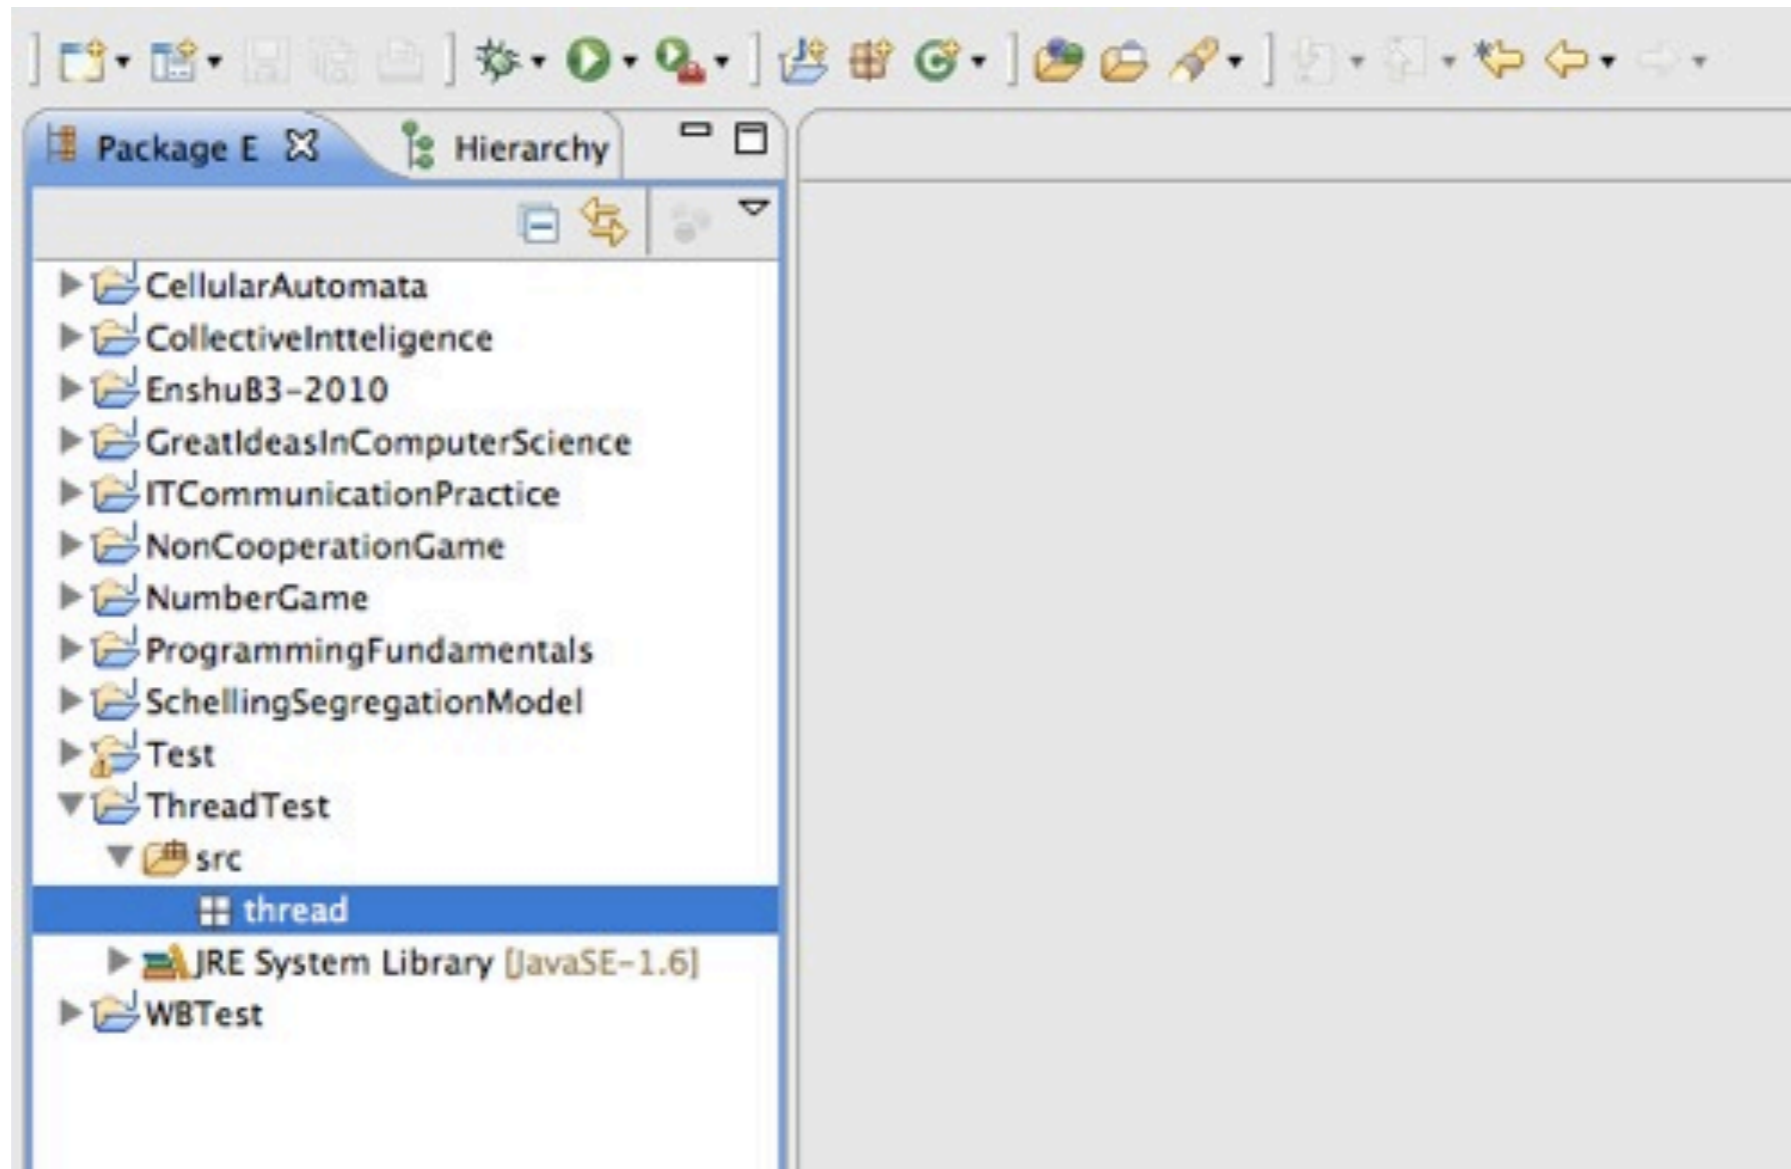 Package E Hierarchy
CellularAutomata
CollectiveIntteligence
EnshuB3-2010
GreatIdeasInComputerScience
ITCommunicationPractice
NonCooperationGame
NumberGame
ProgrammingFundamentals
SchellingSegregationModel
Test
ThreadTest
src
thread
JRE System Library [JavaSE-1.6]
WBTest